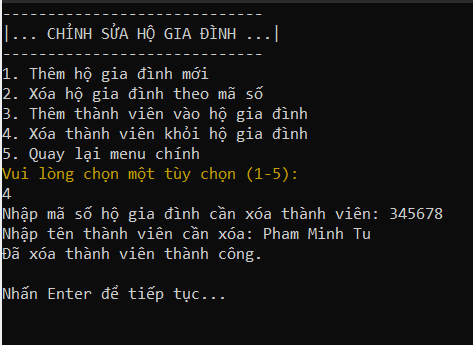 ----------------------------
|... CHỈNH SỬA HỘ GIA ĐÌNH ...|
----------------------------
1. Thêm hộ gia đình mới
2. Xóa hộ gia đình theo mã số
3. Thêm thành viên vào hộ gia đình
4. Xóa thành viên khỏi hộ gia đình
5. Quay lại menu chính
Vui lòng chọn một tùy chọn (1-5):
4
Nhập mã số hộ gia đình cần xóa thành viên: 345678
Nhập tên thành viên cần xóa: Pham Minh Tu
Đã xóa thành viên thành công.
Nhấn Enter để tiếp tục...